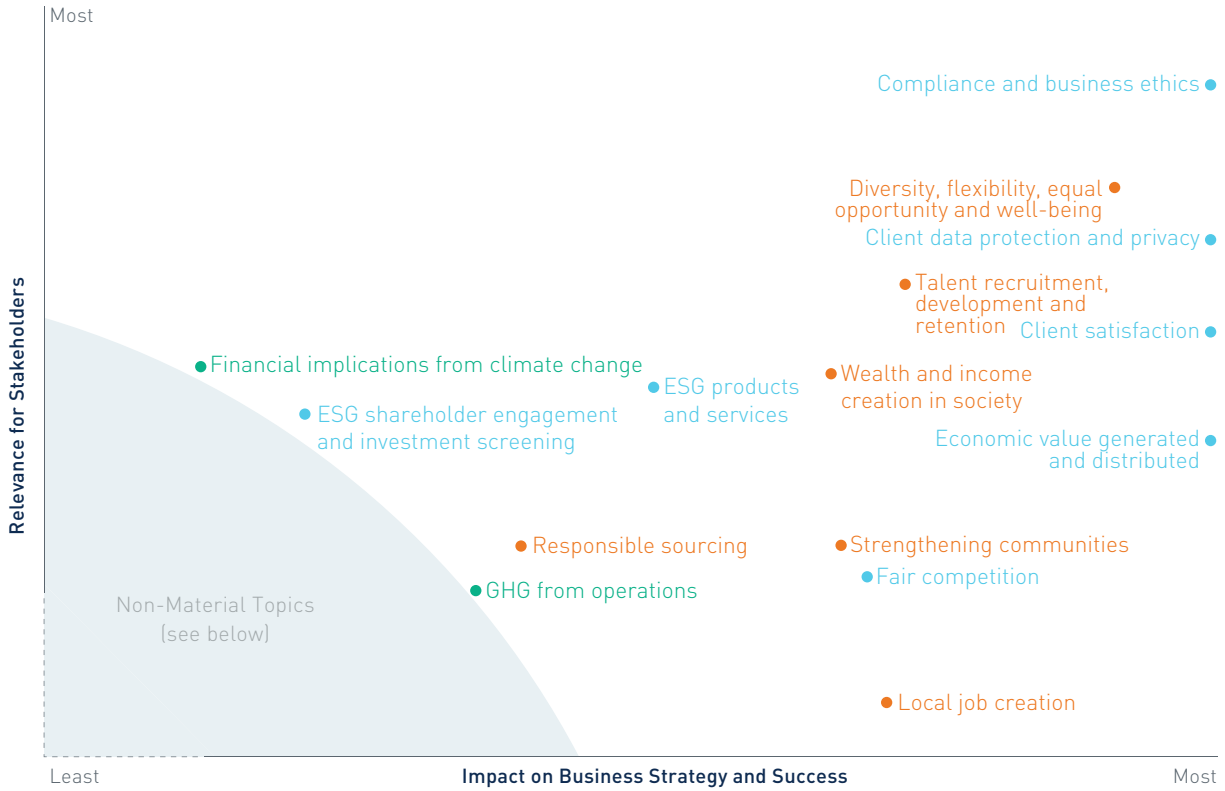 Most
Compliance and business ethics
Diversity, flexibility, equal
opportunity and well-being
Client data protection and privacy
Talent recruitment,
development and
retention
Client satisfaction
Relevance for Stakeholders
Financial implications from climate change
ESG products
and services
Wealth and income
creation in society
ESG shareholder engagement
and investment screening
Economic value generated
and distributed
Responsible sourcing
Strengthening communities
Fair competition
GHG from operations
Non-Material Topics
(see below)
Local job creation
Least
Impact on Business Strategy and Success
Most